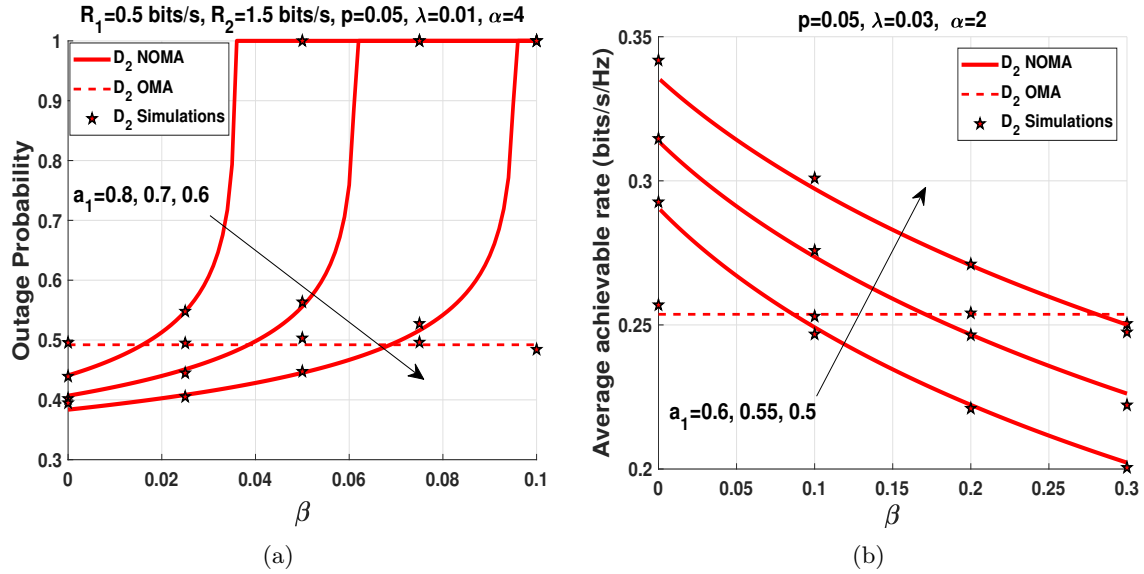 R1=0.5 bits/s, R2=1.5 bits/s, p=0.05, λ=0.01, α=4
D2 NOMA
D2 OMA
D2 Simulations
a1=0.8, 0.7, 0.6
Outage Probability
1
0.9
0.8
0.7
0.6
0.5
0.4
0.3
0 0.02 0.04 0.06 0.08 0.1
β
(a)
p=0.05, λ=0.03, α=2
D2 NOMA
D2 OMA
D2 Simulations
a1=0.6, 0.55, 0.5
Average achievable rate (bits/s/Hz)
0.35
0.3
0.25
0.2
0 0.05 0.1 0.15 0.2 0.25 0.3
β
(b)